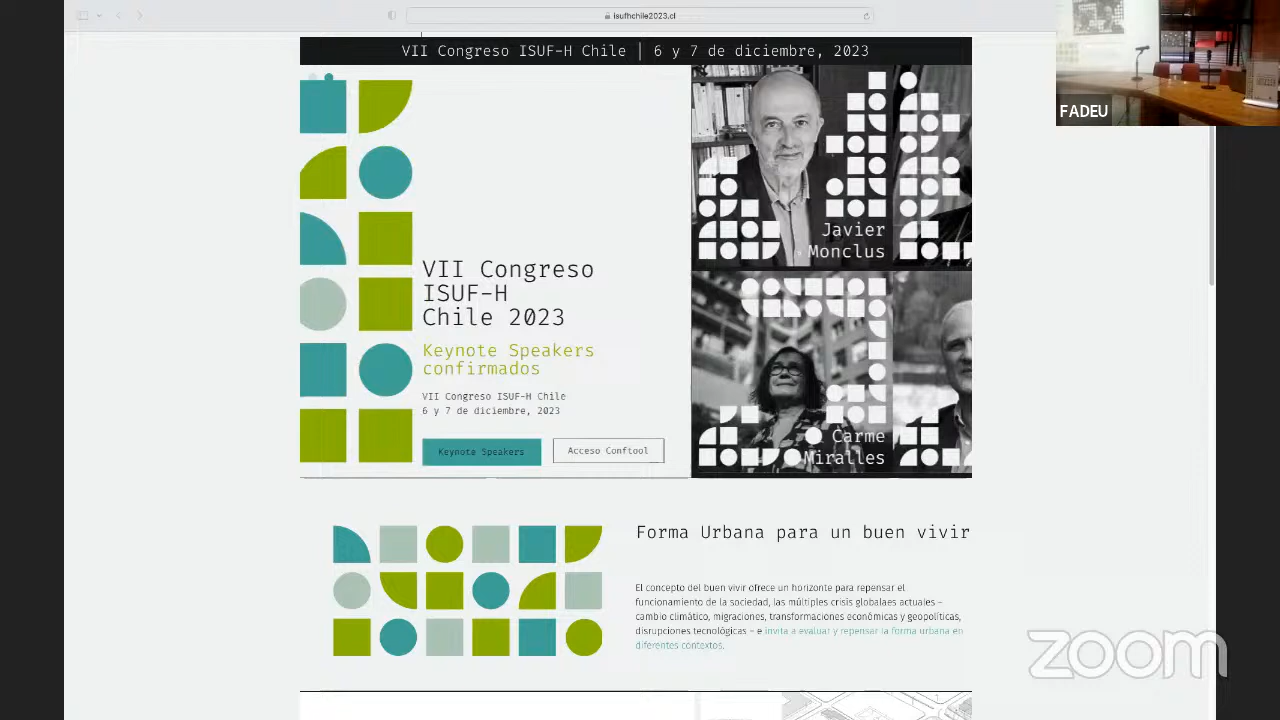 isufhchile2023.cl
VII Congreso ISUF-H Chile | 6 y 7 de diciembre, 2023
FADEU
Javier
Monclus
VII Congreso
ISUF-H
Chile 2023
Keynote Speakers
confirmados
VII Congreso ISUF-H Chile
6 y 7 de diciembre, 2023
Keynote Speakers
Acceso Conftool
Carme
Miralles
Forma Urbana para un buen vivir
El concepto del buen vivir ofrece un horizonte para repensar el
funcionamiento de la sociedad, las múltiples crisis globalaes actuales –
cambio climático, migraciones, transformaciones económicas y geopolíticas,
disrupciones tecnológicas – e invita a evaluar y repensar la forma urbana en
diferentes contextos.
zoom